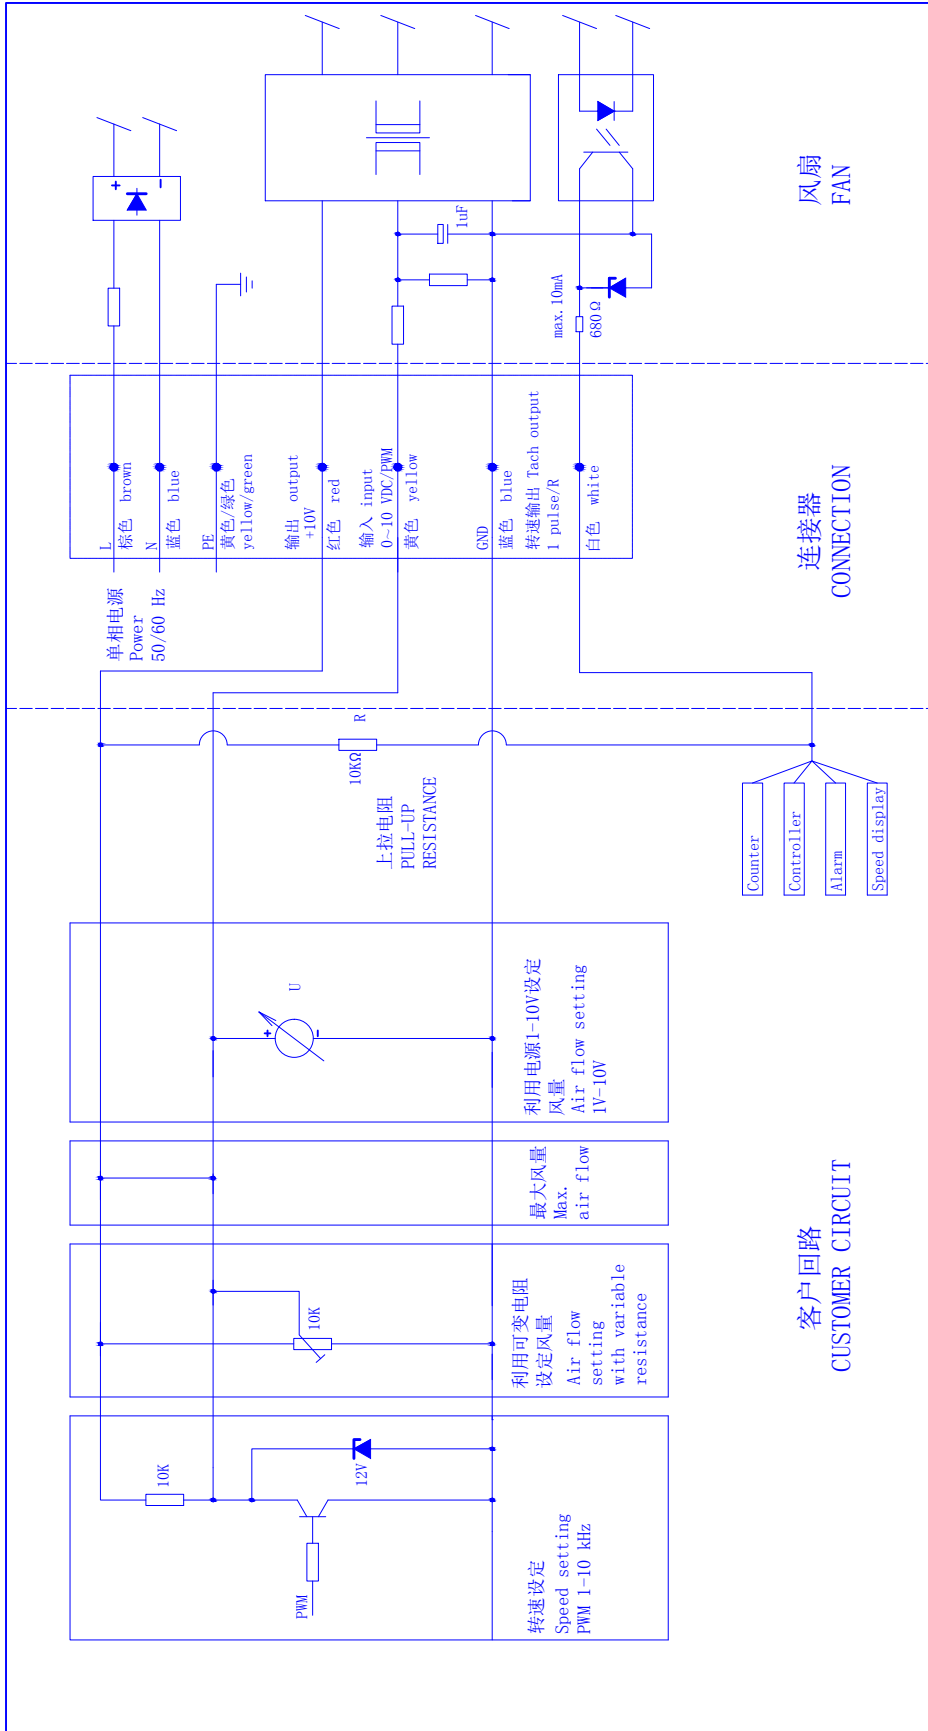 转速设定
Speed setting
PWM 1-10 kHz
PWM
10K
12V
利用可变电阻
设定风量
Air flow
setting
with variable
resistance
10K
最大风量
Max.
air flow
利用电源1-10V设定
风量
Air flow setting
1V-10V
U
+
-
上拉电阻
PULL-UP
RESISTANCE
10KΩ
R
Counter
Controller
Alarm
Speed display
客户回路
CUSTOMER CIRCUIT
单相电源
Power
50/60 Hz
L
棕色 brown
N
蓝色 blue
PE
黄色/绿色
yellow/green
输出 output
+10V
红色 red
输入 input
0~10 VDC/PWM
黄色 yellow
GND
蓝色 blue
转速输出 Tach output
1 pulse/R
白色 white
连接器
CONNECTION
+
-
1uF
max.10mA
680Ω
风扇
FAN